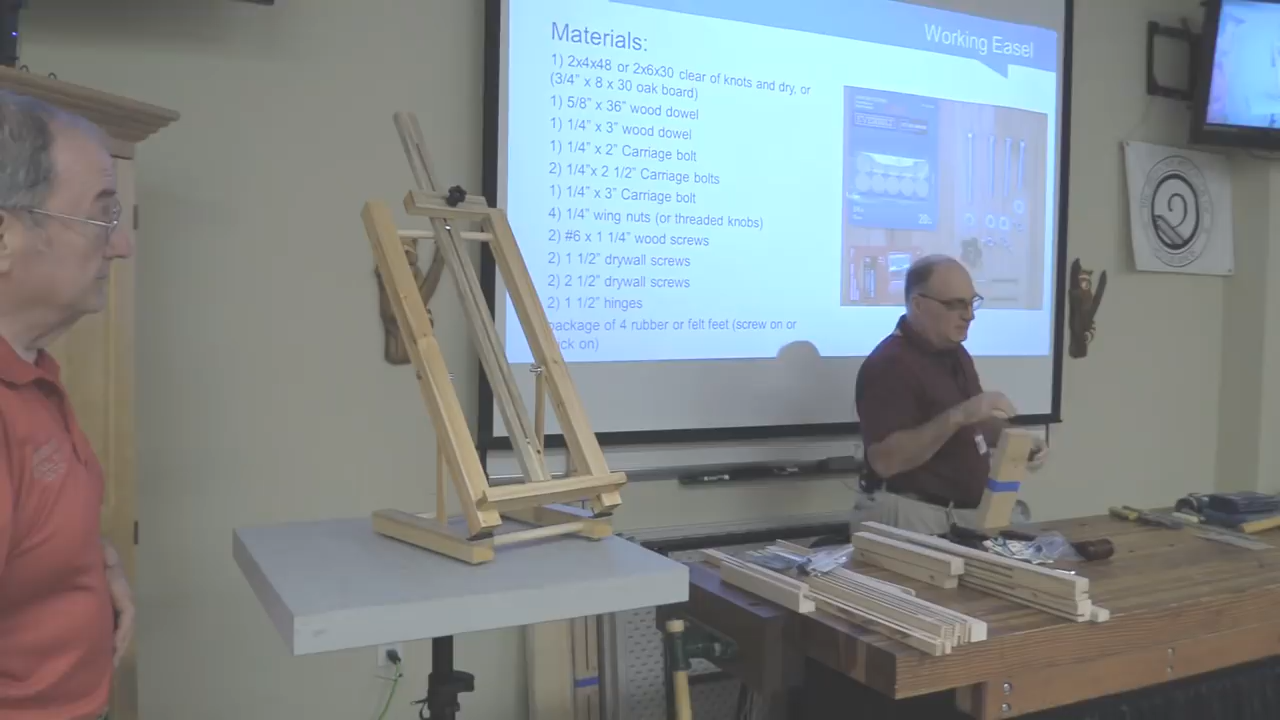 Working Easel
Materials:
1) 2x4x48 or 2x6x30 clear of knots and dry, or
(3/4" x 8 x 30 oak board)
1) 5/8" x 36" wood dowel
1) 1/4" x 3" wood dowel
1) 1/4" x 2" Carriage bolt
2) 1/4"x 2 1/2" Carriage bolts
1) 1/4" x 3" Carriage bolt
4) 1/4" wing nuts (or threaded knobs)
2) #6 x 1 1/4" wood screws
2) 1 1/2" drywall screws
2) 2 1/2" drywall screws
2) 1 1/2" hinges
package of 4 rubber or felt feet (screw on or
on)
EVERBILT